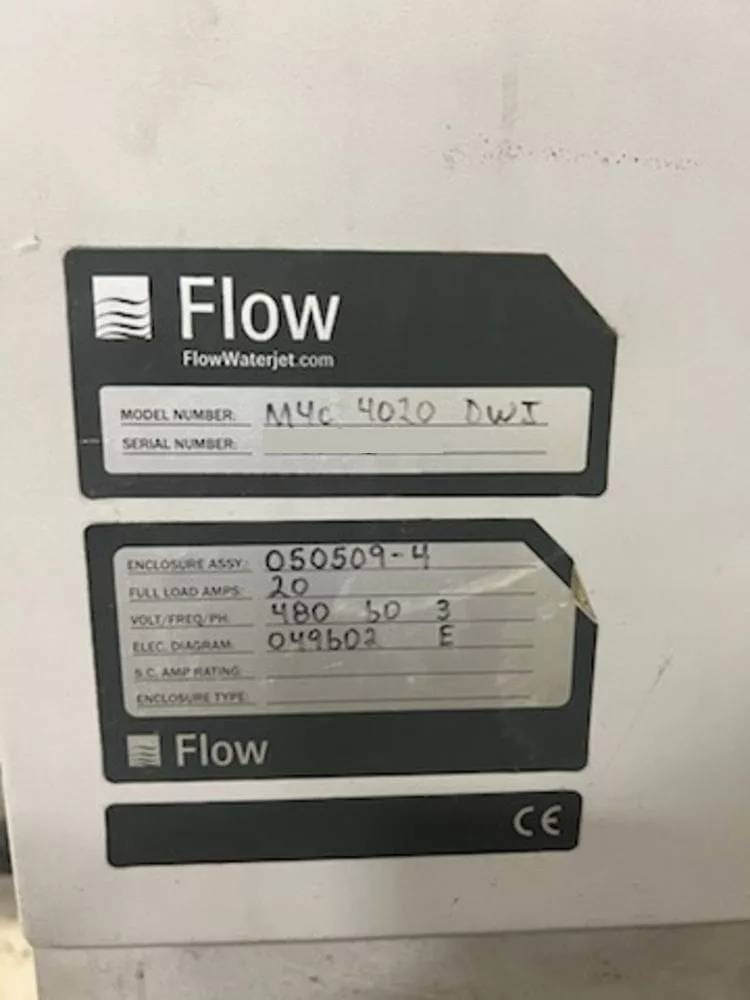 Flow
FlowWaterjet.com
MODEL NUMBER: M4c 4020 DWJ
SERIAL NUMBER:
ENCLOSURE ASSY.: 050509-4
FULL LOAD AMPS: 20
VOLT/FREQ/PH: 480 60 3
ELEC. DIAGRAM: 049602 E
S.C. AMP RATING:
ENCLOSURE TYPE:
Flow
CE